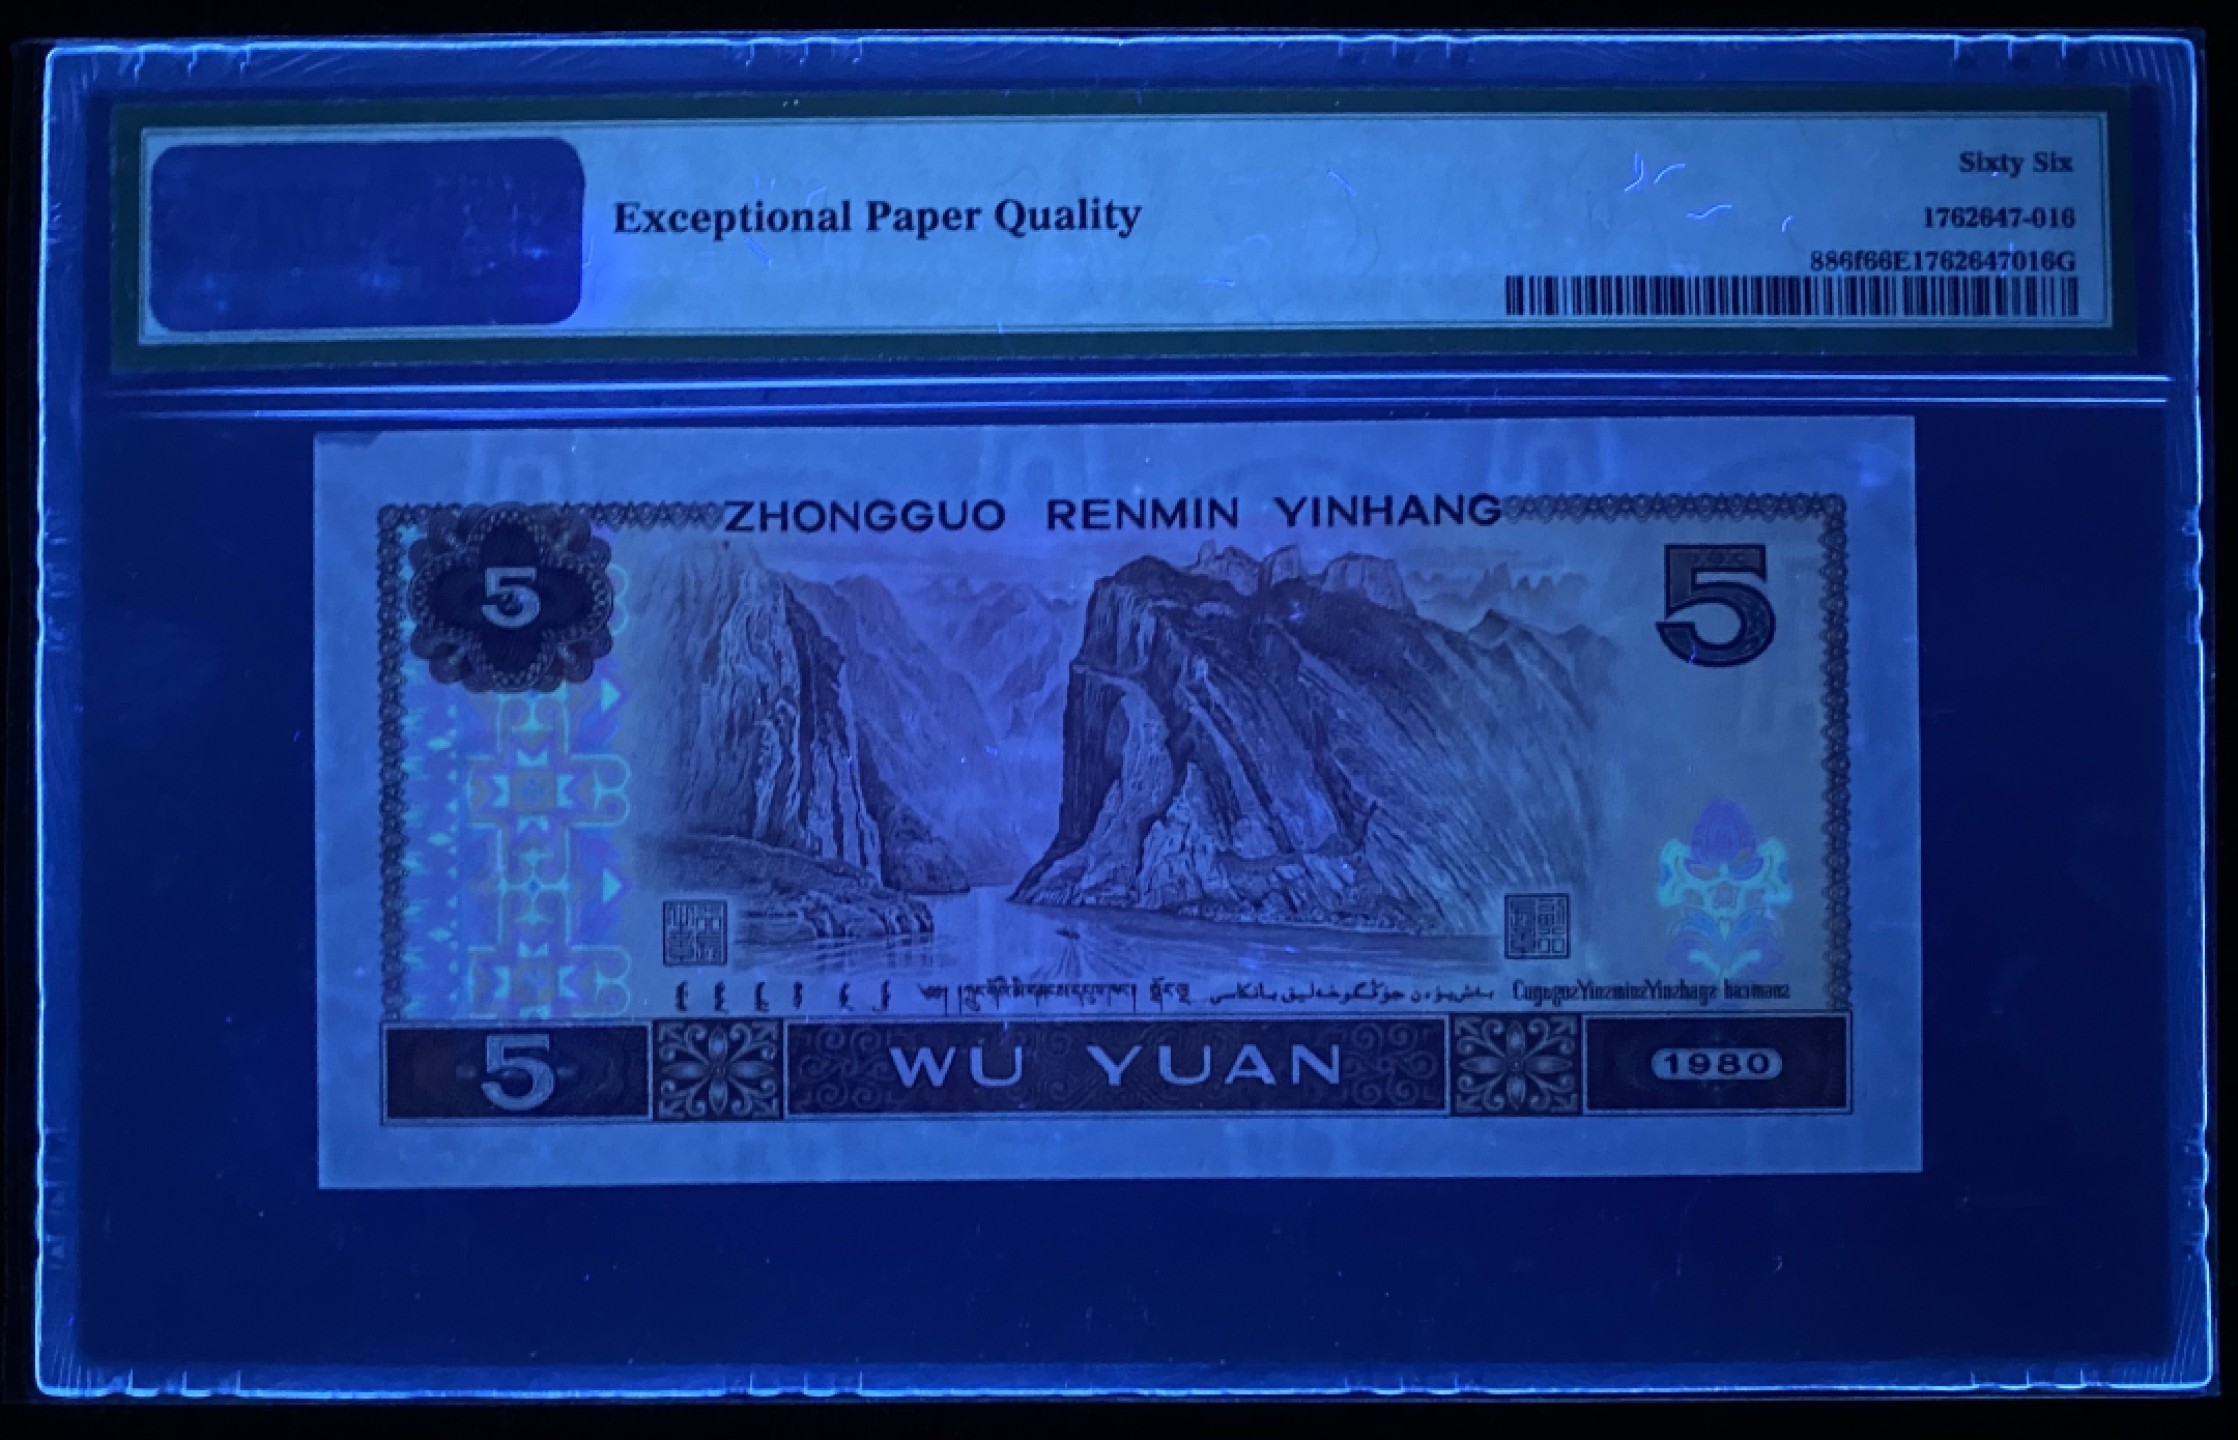 Sixty Six
Exceptional Paper Quality
1762647-016
886f66E1762647016G
ZHONGGUO RENMIN YINHANG
5
5
5
WU YUAN
1980